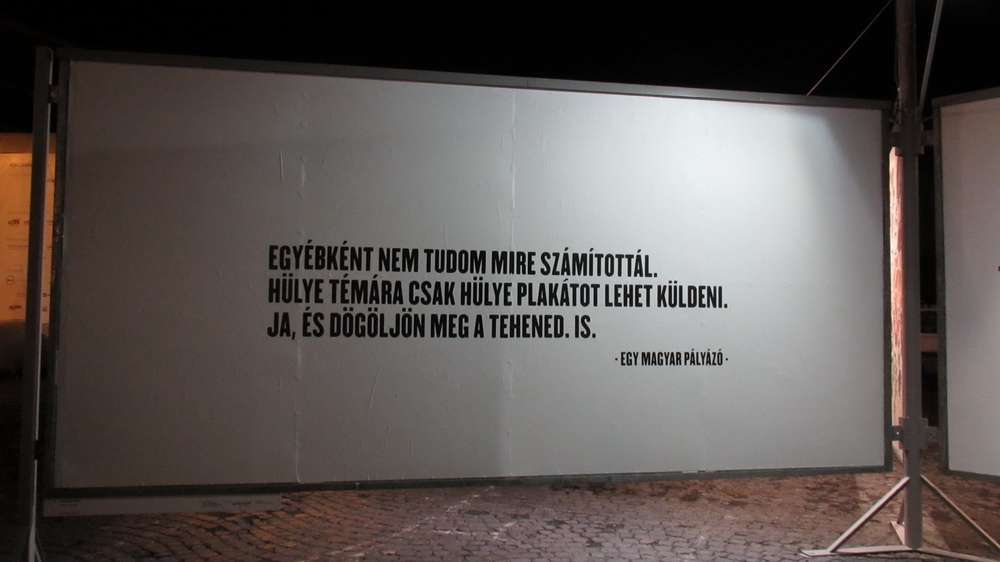 EGYÉBKÉNT NEM TUDOM MIRE SZÁMÍTOTTÁL.
HÜLYE TÉMÁRA CSAK HÜLYE PLAKÁTOT LEHET KÜLDENI.
JA, ÉS DÖGÖLJÖN MEG A TEHENED. IS.
- EGY MAGYAR PÁLYÁZÓ -